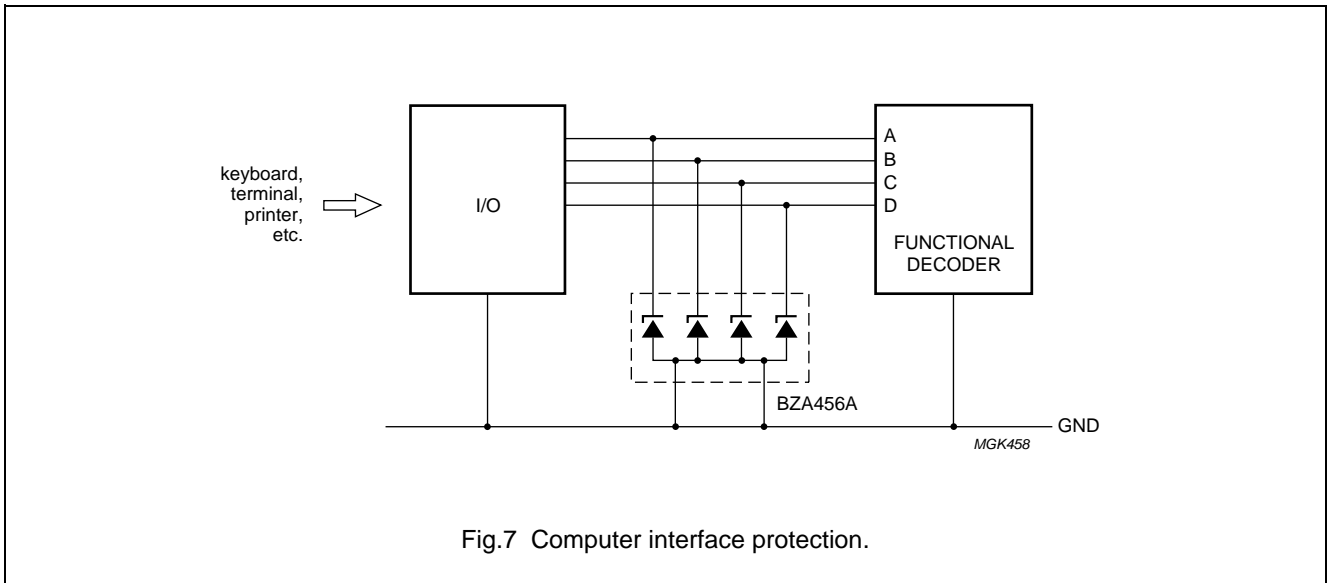 keyboard,
terminal,
printer,
etc.
I/O
A
B
C
D
FUNCTIONAL
DECODER
BZA456A
GND
MGK458
Fig.7 Computer interface protection.